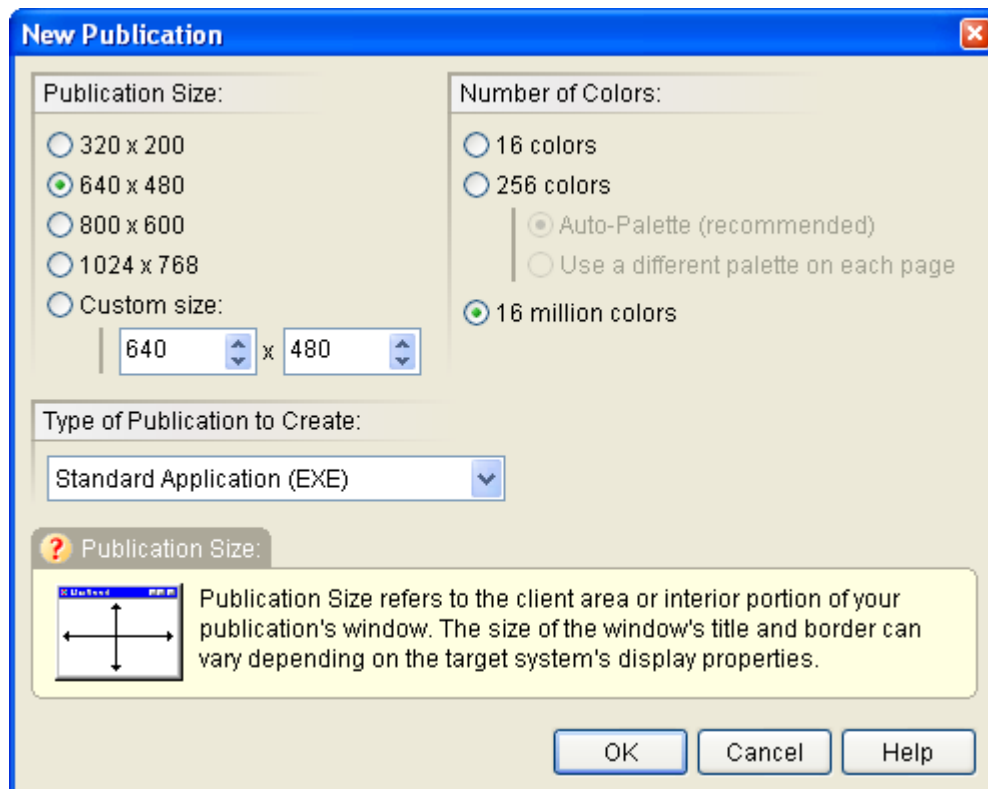 New Publication
Publication Size:
320 x 200
640 x 480
800 x 600
1024 x 768
Custom size:
640 x 480
Number of Colors:
16 colors
256 colors
Auto-Palette (recommended)
Use a different palette on each page
16 million colors
Type of Publication to Create:
Standard Application (EXE)
? Publication Size:
Publication Size refers to the client area or interior portion of your
publication's window. The size of the window's title and border can
vary depending on the target system's display properties.
OK Cancel Help